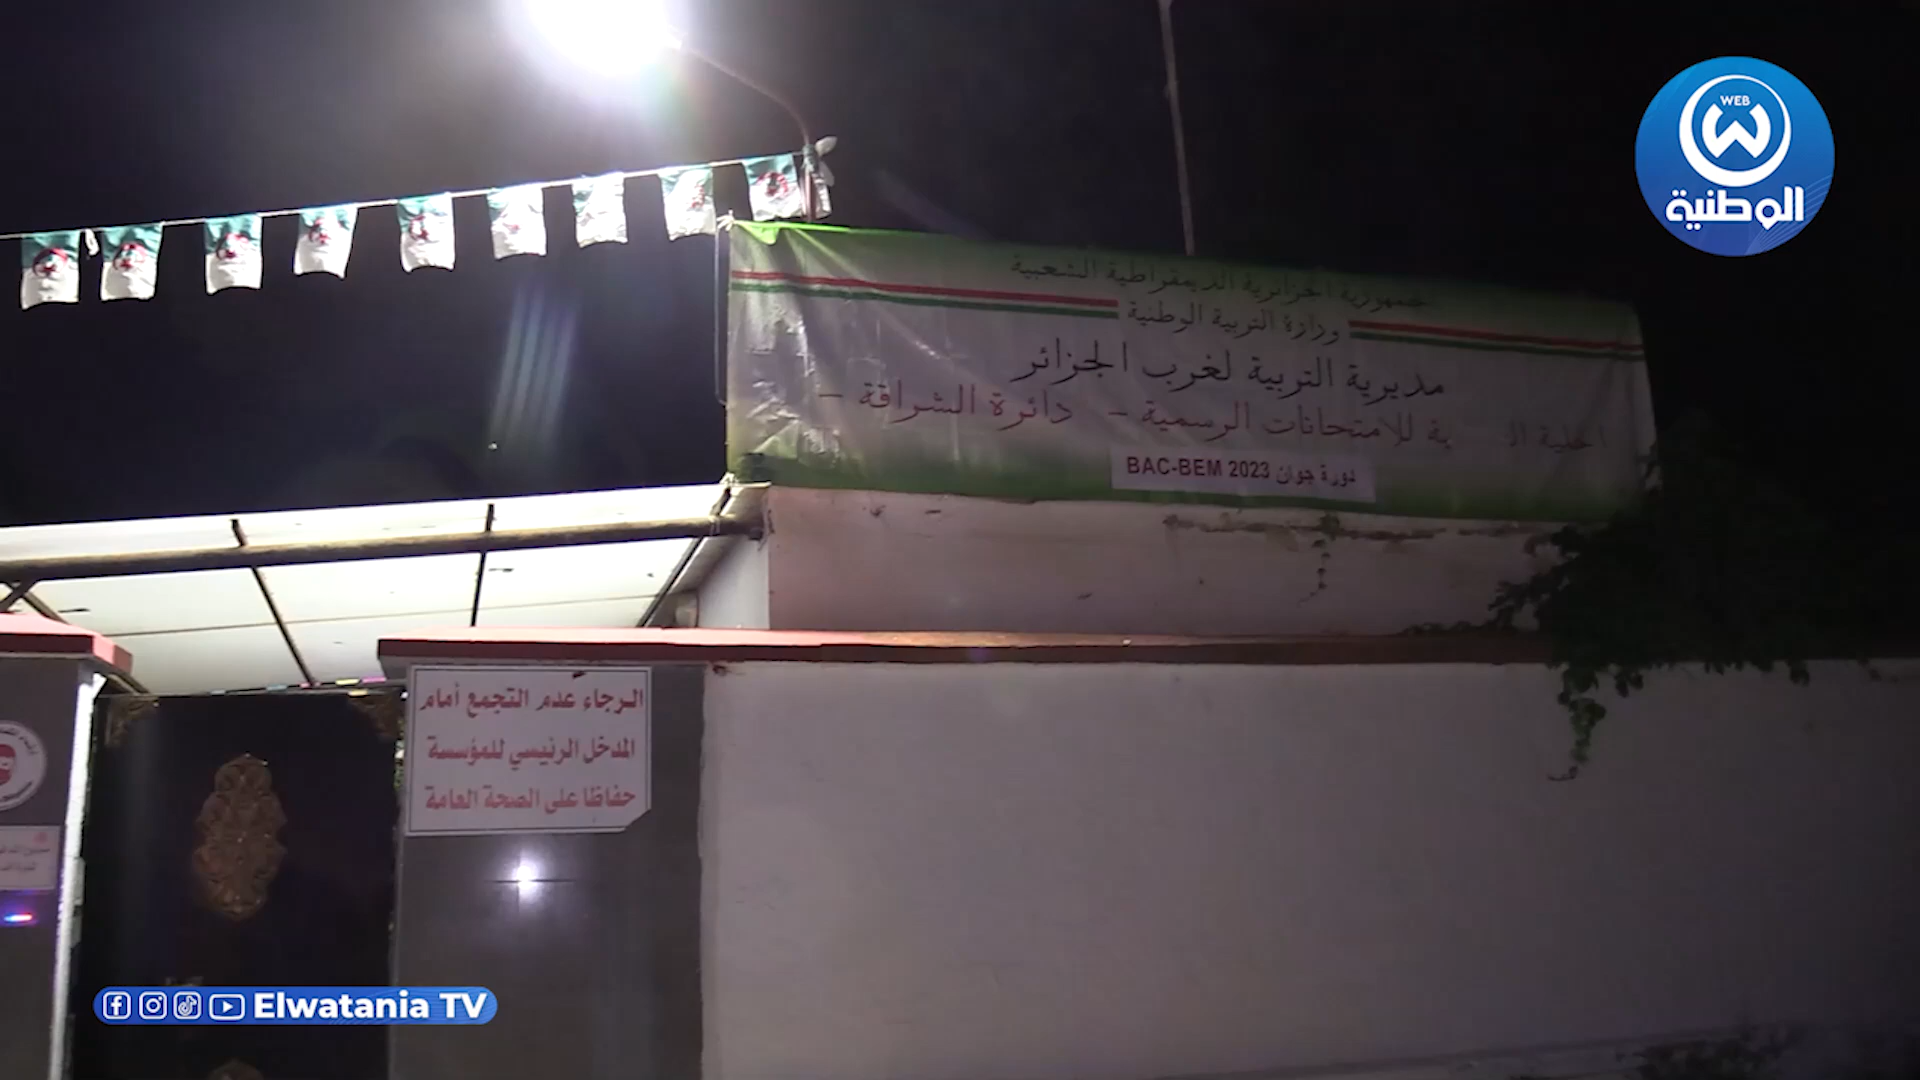 WEB
الوطنية
جمهورية الجزائرية الديمقراطية الشعبية
وزارة التربية الوطنية
مديرية التربية لغرب الجزائر
للامتحانات الرسمية - دائرة الشراقة -
دورة جوان BAC-BEM 2023
الرجاء عدم التجمع أمام
المدخل الرئيسي للمؤسسة
حفاظا على الصحة العامة
Elwatania TV